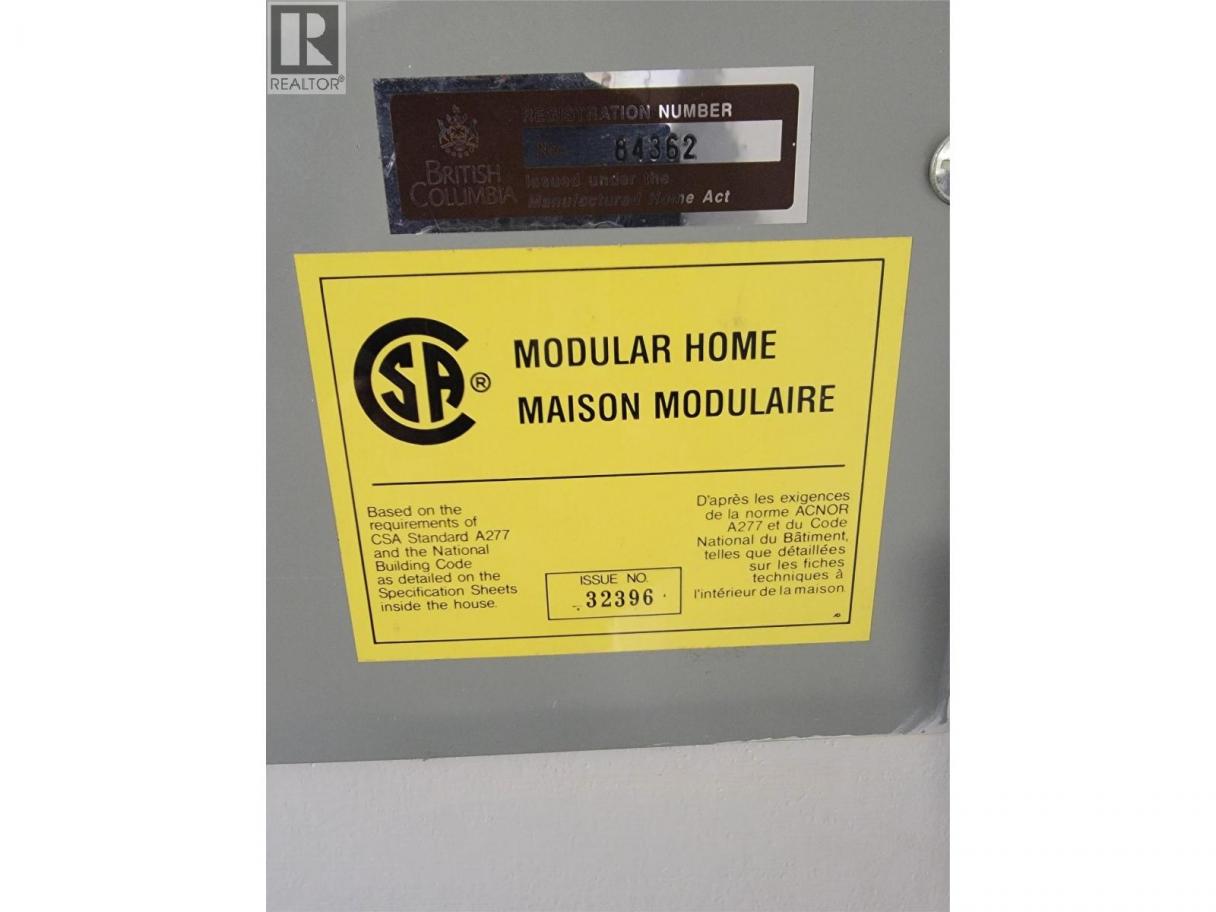 R
REALTOR®
REGISTRATION NUMBER
No. 84362
BRITISH
COLUMBIA
Issued under the
Manufactured Home Act
CSA®
MODULAR HOME
MAISON MODULAIRE
Based on the
requirements of
CSA Standard A277
and the National
Building Code
as detailed on the
Specification Sheets
inside the house.
ISSUE NO.
32396
D'après les exigences
de la norme ACNOR
A277 et du Code
National du Bâtiment,
telles que détaillées
sur les fiches
techniques à
l'intérieur de la maison.